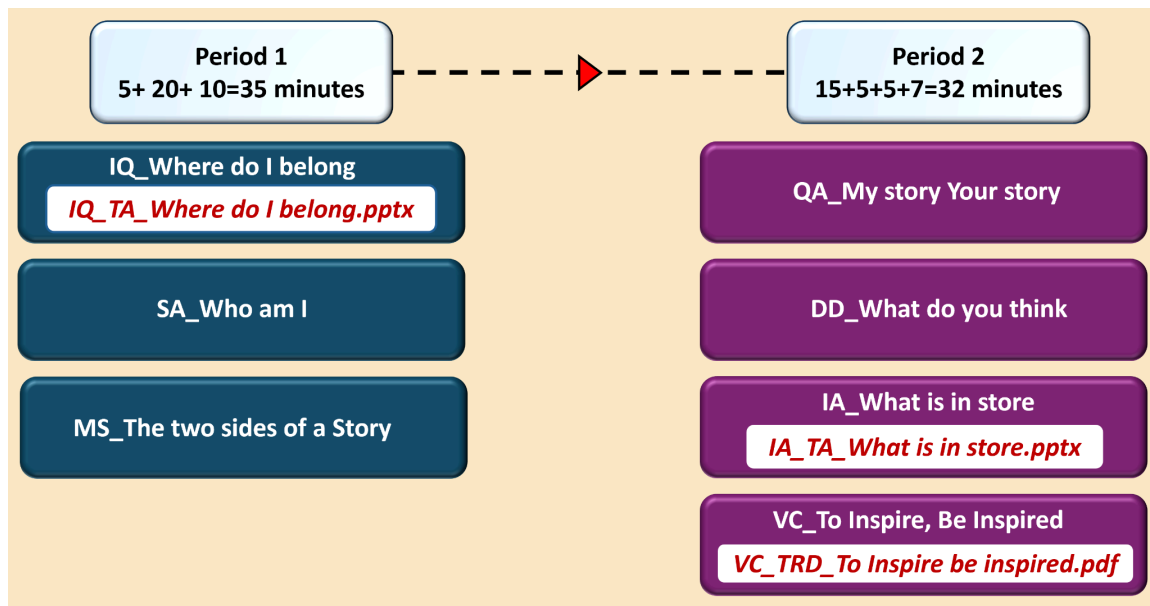 Period 1
5+ 20+ 10=35 minutes
IQ_Where do I belong
IQ_TA_Where do I belong.pptx
SA_Who am I
MS_The two sides of a Story
Period 2
15+5+5+7=32 minutes
QA_My story Your story
DD_What do you think
IA_What is in store
IA_TA_What is in store.pptx
VC_To Inspire, Be Inspired
VC_TRD_To Inspire be inspired.pdf